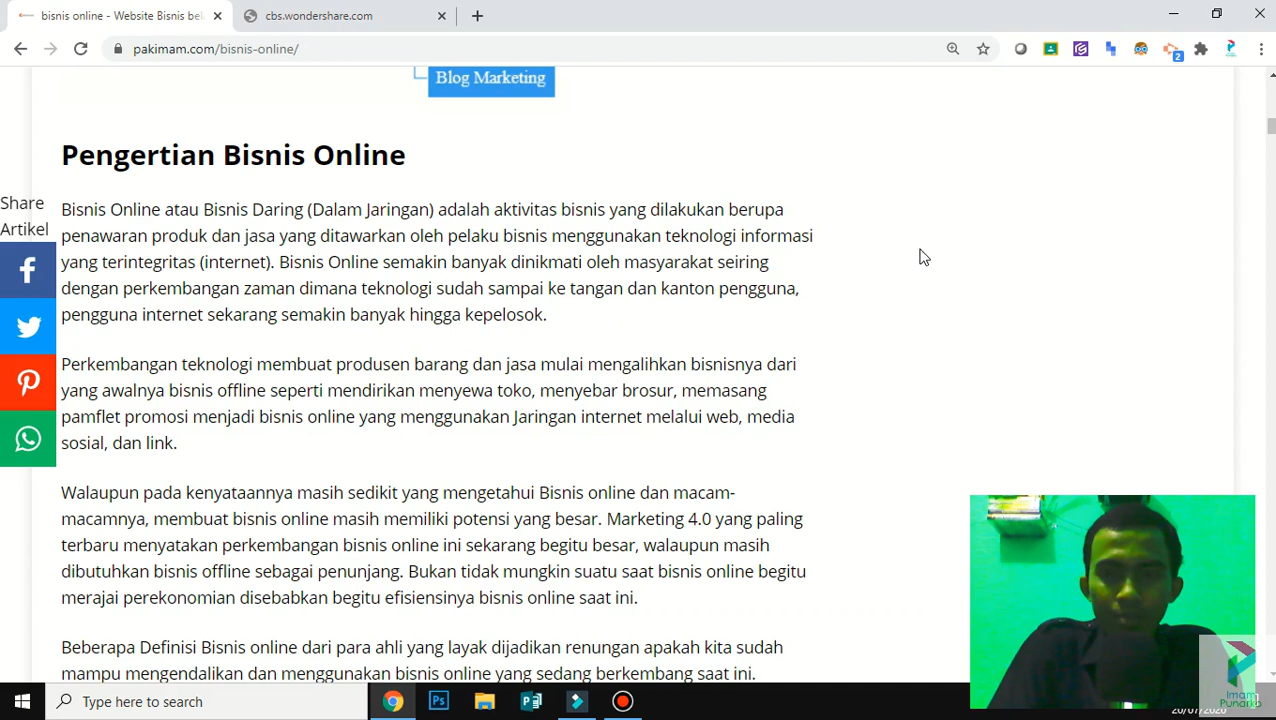 bisnis online - Website Bisnis bel
cbs.wondershare.com
pakimam.com/bisnis-online/
2
Blog Marketing
Pengertian Bisnis Online
Share
Artikel
Bisnis Online atau Bisnis Daring (Dalam Jaringan) adalah aktivitas bisnis yang dilakukan berupa
penawaran produk dan jasa yang ditawarkan oleh pelaku bisnis menggunakan teknologi informasi
yang terintegritas (internet). Bisnis Online semakin banyak dinikmati oleh masyarakat seiring
dengan perkembangan zaman dimana teknologi sudah sampai ke tangan dan kanton pengguna,
pengguna internet sekarang semakin banyak hingga kepelosok.
Perkembangan teknologi membuat produsen barang dan jasa mulai mengalihkan bisnisnya dari
yang awalnya bisnis offline seperti mendirikan menyewa toko, menyebar brosur, memasang
pamflet promosi menjadi bisnis online yang menggunakan Jaringan internet melalui web, media
sosial, dan link.
Walaupun pada kenyataannya masih sedikit yang mengetahui Bisnis online dan macam-
macamnya, membuat bisnis online masih memiliki potensi yang besar. Marketing 4.0 yang paling
terbaru menyatakan perkembangan bisnis online ini sekarang begitu besar, walaupun masih
dibutuhkan bisnis offline sebagai penunjang. Bukan tidak mungkin suatu saat bisnis online begitu
merajai perekonomian disebabkan begitu efisiensinya bisnis online saat ini.
Beberapa Definisi Bisnis online dari para ahli yang layak dijadikan renungan apakah kita sudah
mampu mengendalikan dan menggunakan bisnis online yang sedang berkembang saat ini.
Imam
Punarko
Type here to search
Ps
20/07/2020